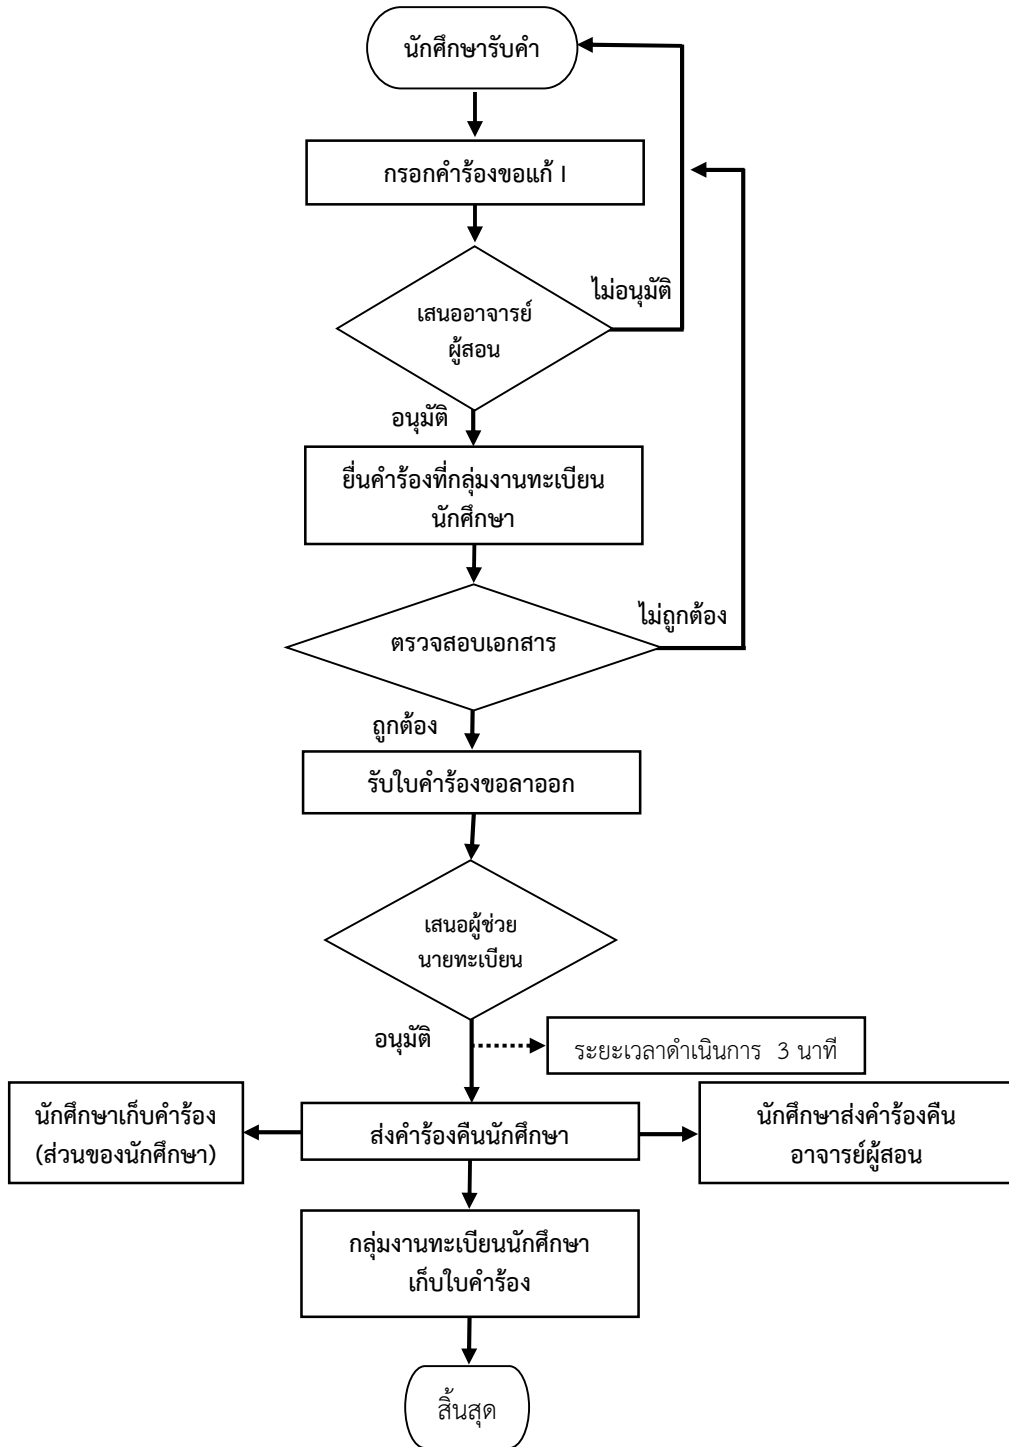 นักศึกษารับคำ
กรอกคำร้องขอแก้ I
ไม่อนุมัติ
เสนออาจารย์
ผู้สอน
อนุมัติ
ยื่นคำร้องที่กลุ่มงานทะเบียน
นักศึกษา
ไม่ถูกต้อง
ตรวจสอบเอกสาร
ถูกต้อง
รับใบคำร้องขอลาออก
เสนอผู้ช่วย
นายทะเบียน
อนุมัติ
ระยะเวลาดำเนินการ 3 นาที
นักศึกษาเก็บคำร้อง
(ส่วนของนักศึกษา)
ส่งคำร้องคืนนักศึกษา
นักศึกษาส่งคำร้องคืน
อาจารย์ผู้สอน
กลุ่มงานทะเบียนนักศึกษา
เก็บใบคำร้อง
สิ้นสุด